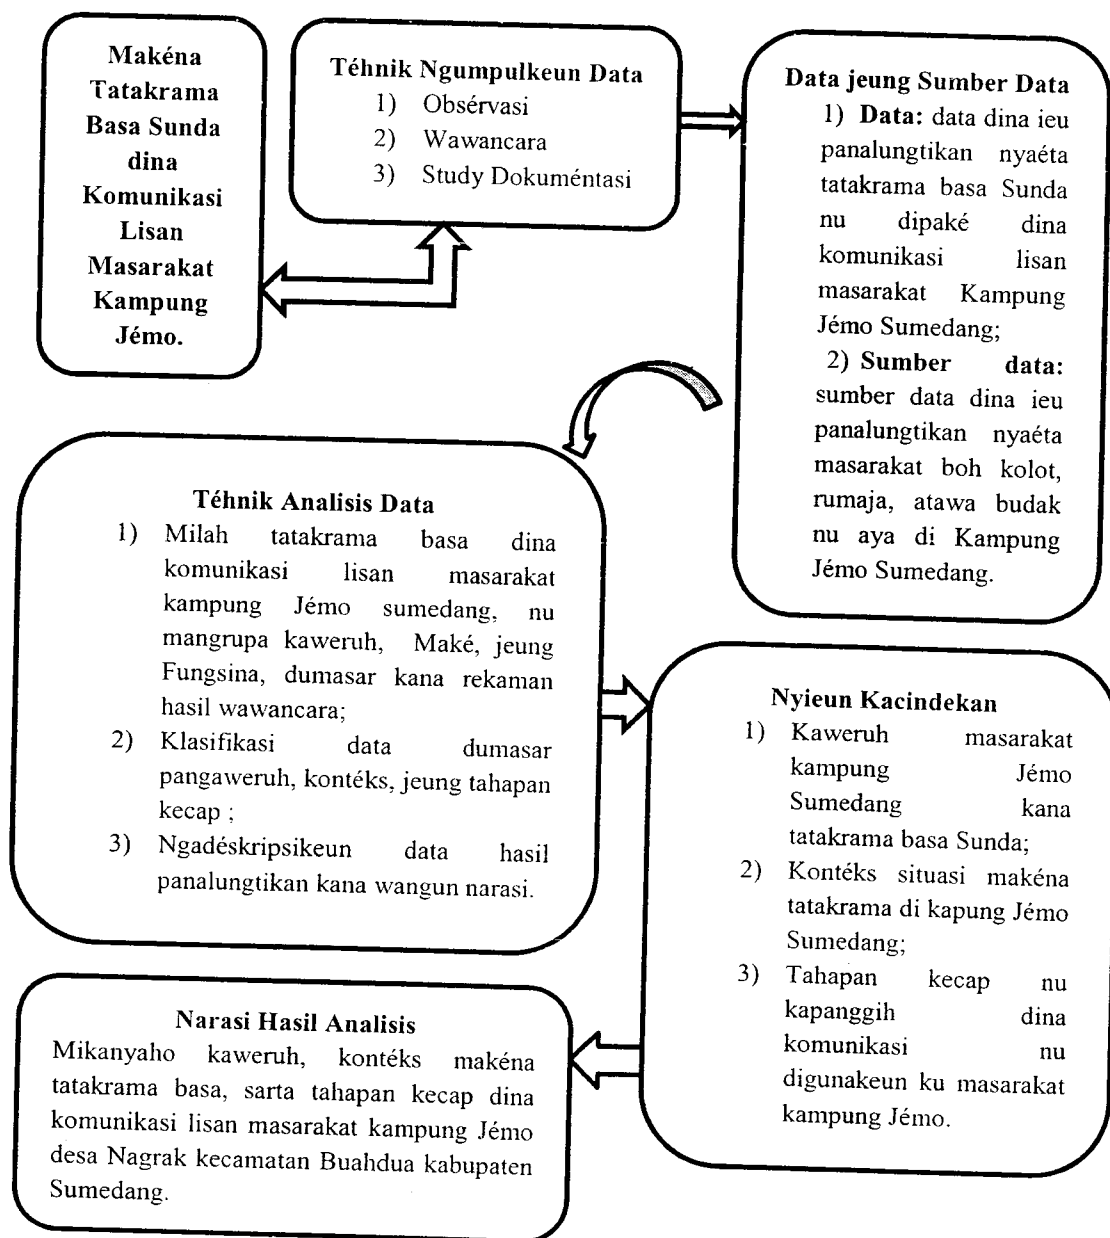 Makéna
Tatakrama
Basa Sunda
dina
Komunikasi
Lisan
Masarakat
Kampung
Jémo.
Téhnik Ngumpulkeun Data
1) Obsérvasi
2) Wawancara
3) Study Dokuméntasi
Data jeung Sumber Data
1) Data: data dina ieu
panalungtikan nyaéta
tatakrama basa Sunda
nu dipaké dina
komunikasi lisan
masarakat Kampung
Jémo Sumedang;
2) Sumber data:
sumber data dina ieu
panalungtikan nyaéta
masarakat boh kolot,
rumaja, atawa budak
nu aya di Kampung
Jémo Sumedang.
Téhnik Analisis Data
1) Milah tatakrama basa dina
komunikasi lisan masarakat
kampung Jémo sumedang, nu
mangrupa kaweruh, Maké, jeung
Fungsina, dumasar kana rekaman
hasil wawancara;
2) Klasifikasi data dumasar
pangaweruh, kontéks, jeung tahapan
kecap ;
3) Ngadéskripsikeun data hasil
panalungtikan kana wangun narasi.
Nyieun Kacindekan
1) Kaweruh masarakat
kampung Jémo
Sumedang kana
tatakrama basa Sunda;
2) Kontéks situasi makéna
tatakrama di kapung Jémo
Sumedang;
3) Tahapan kecap nu
kapanggih dina
komunikasi nu
digunakeun ku masarakat
kampung Jémo.
Narasi Hasil Analisis
Mikanyaho kaweruh, kontéks makéna
tatakrama basa, sarta tahapan kecap dina
komunikasi lisan masarakat kampung Jémo
desa Nagrak kecamatan Buahdua kabupaten
Sumedang.